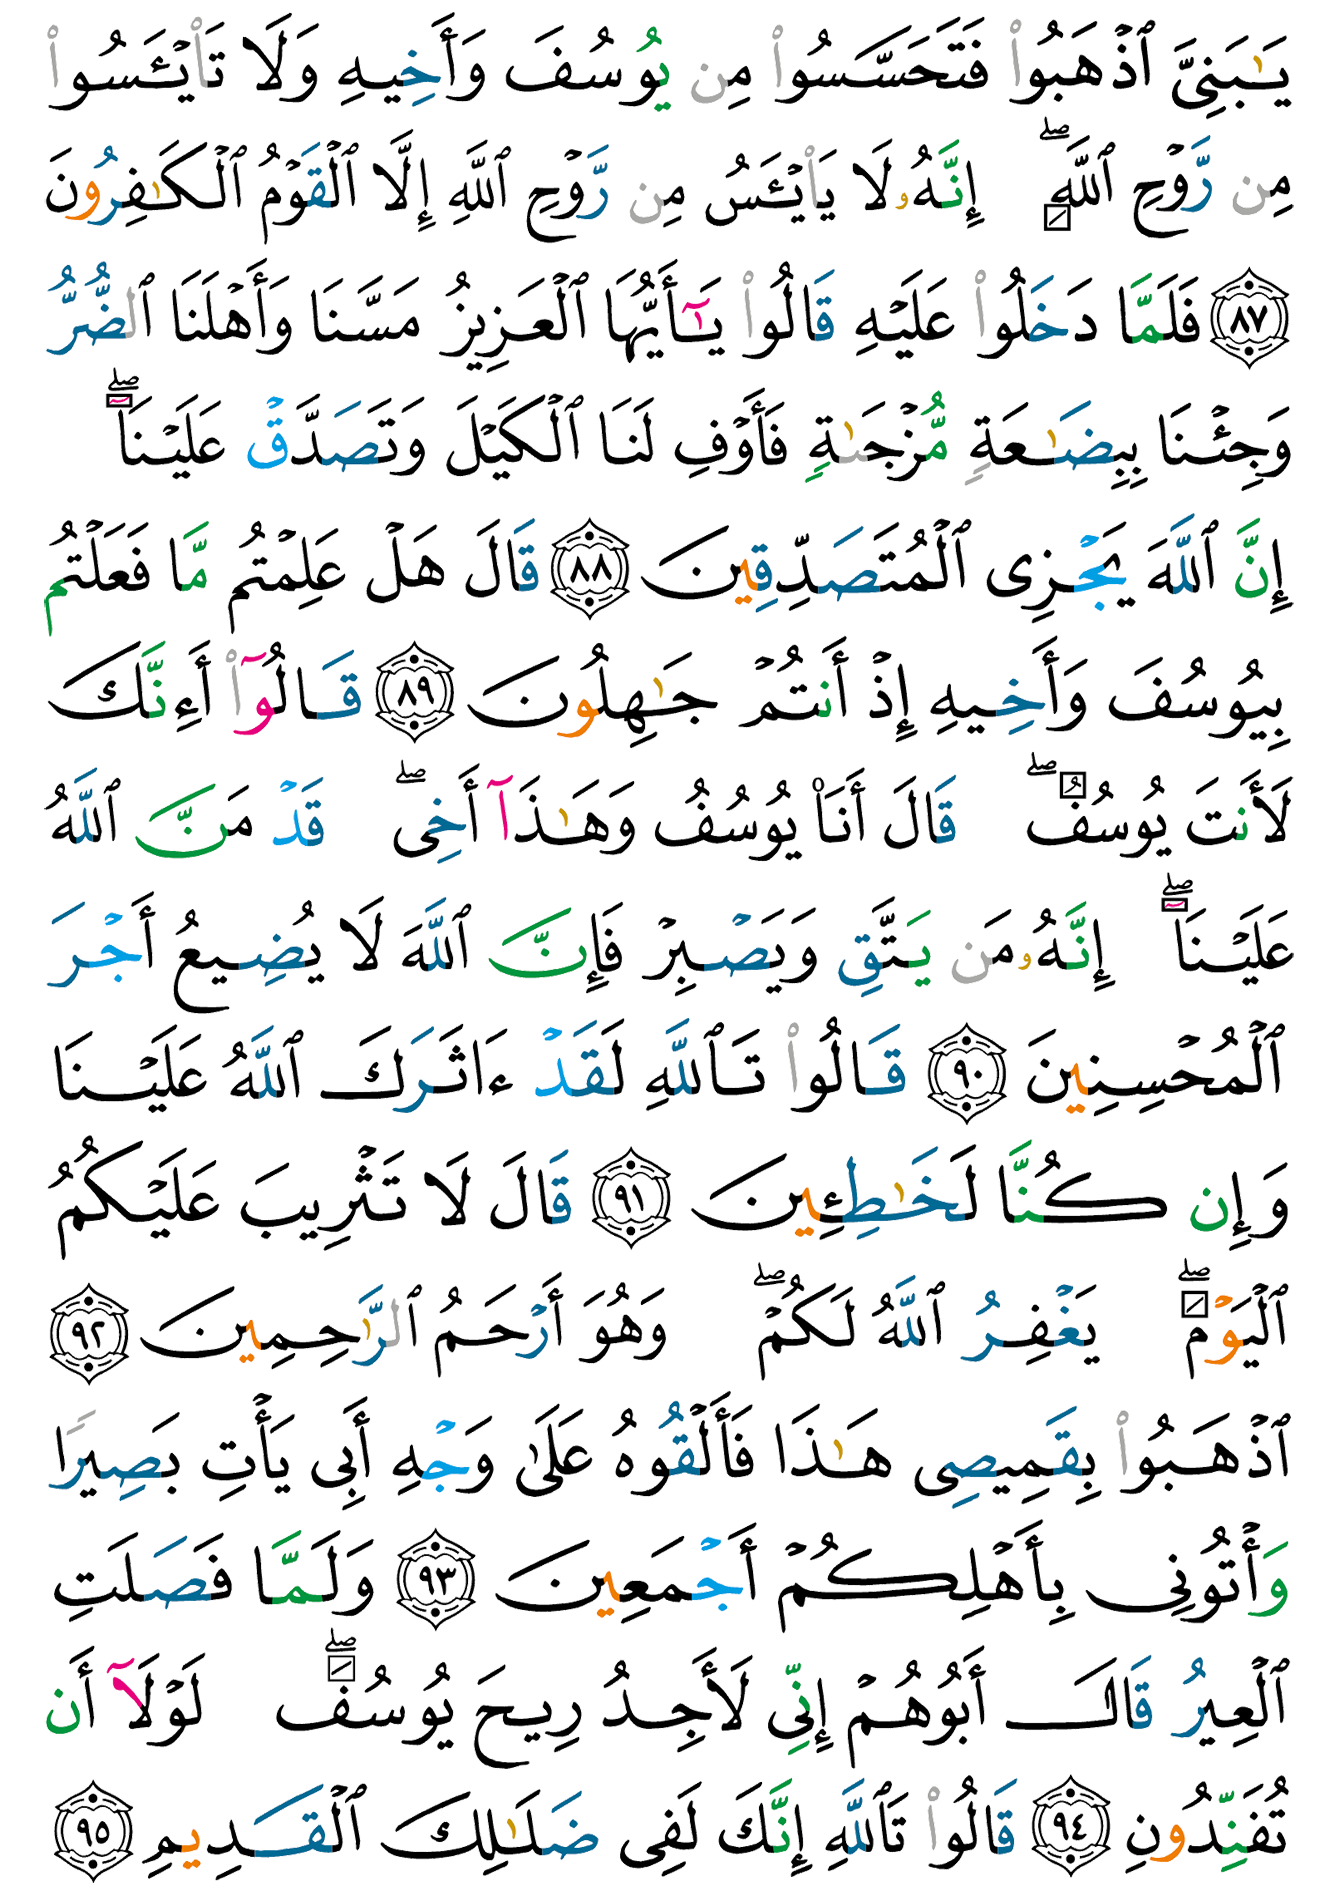 يَـٰبَنِىَّ ٱذۡهَبُوا۟ فَتَحَسَّسُوا۟ مِن يُوسُفَ وَأَخِيهِ وَلَا تَا۟يۡـَٔسُوا۟
مِن رَّوۡحِ ٱللَّهِۖ إِنَّهُۥ لَا يَا۟يۡـَٔسُ مِن رَّوۡحِ ٱللَّهِ إِلَّا ٱلۡقَوۡمُ ٱلۡكَـٰفِرُونَ
٨٧ فَلَمَّا دَخَلُوا۟ عَلَيۡهِ قَالُوا۟ يَـٰٓأَيُّهَا ٱلۡعَزِيزُ مَسَّنَا وَأَهۡلَنَا ٱلضُّرُّ
وَجِئۡنَا بِبِضَـٰعَةٍ مُّزۡجَىٰةٍ فَأَوۡفِ لَنَا ٱلۡكَيۡلَ وَتَصَدَّقۡ عَلَيۡنَآۖ
إِنَّ ٱللَّهَ يَجۡزِى ٱلۡمُتَصَدِّقِينَ ٨٨ قَالَ هَلۡ عَلِمۡتُم مَّا فَعَلۡتُم
بِيُوسُفَ وَأَخِيهِ إِذۡ أَنتُمۡ جَـٰهِلُونَ ٨٩ قَالُوٓا۟ أَءِنَّكَ
لَأَنتَ يُوسُفُۖ قَالَ أَنَا۠ يُوسُفُ وَهَـٰذَآ أَخِىۖ قَدۡ مَنَّ ٱللَّهُ
عَلَيۡنَآۖ إِنَّهُۥ مَن يَتَّقِ وَيَصۡبِرۡ فَإِنَّ ٱللَّهَ لَا يُضِيعُ أَجۡرَ
ٱلۡمُحۡسِنِينَ ٩٠ قَالُوا۟ تَٱللَّهِ لَقَدۡ ءَاثَرَكَ ٱللَّهُ عَلَيۡنَا
وَإِن كُنَّا لَخَـٰطِـِٔينَ ٩١ قَالَ لَا تَثۡرِيبَ عَلَيۡكُمُ
ٱلۡيَوۡمَۖ يَغۡفِرُ ٱللَّهُ لَكُمۡۖ وَهُوَ أَرۡحَمُ ٱلرَّٰحِمِينَ ٩٢
ٱذۡهَبُوا۟ بِقَمِيصِى هَـٰذَا فَأَلۡقُوهُ عَلَىٰ وَجۡهِ أَبِى يَأۡتِ بَصِيرًا
وَأۡتُونِى بِأَهۡلِكُمۡ أَجۡمَعِينَ ٩٣ وَلَمَّا فَصَلَتِ
ٱلۡعِيرُ قَالَ أَبُوهُمۡ إِنِّى لَأَجِدُ رِيحَ يُوسُفَۖ لَوۡلَآ أَن
تُفَنِّدُونِ ٩٤ قَالُوا۟ تَٱللَّهِ إِنَّكَ لَفِى ضَلَـٰلِكَ ٱلۡقَدِيمِ ٩٥